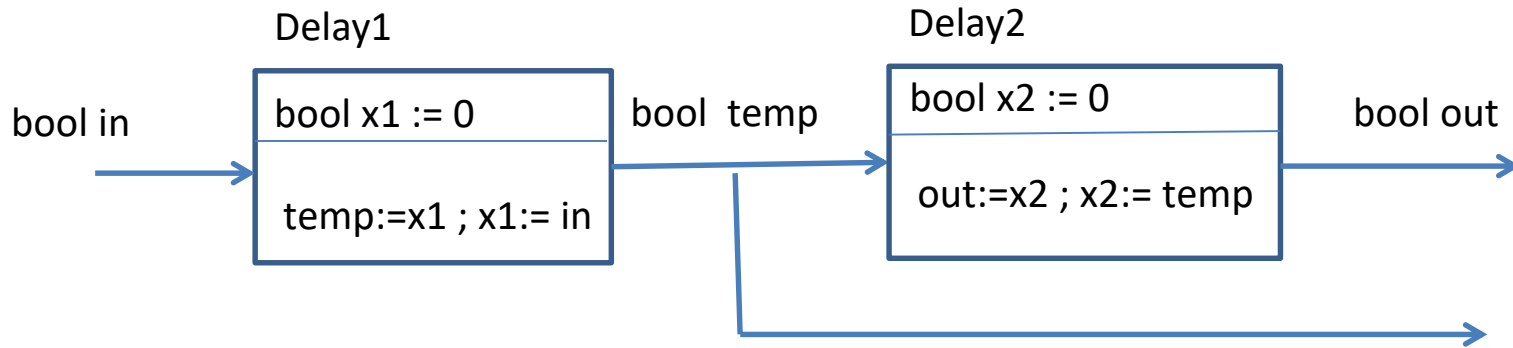 Delay1
Delay2
bool in
bool x1 := 0
bool temp
bool x2 := 0
bool out
temp:=x1 ; x1:= in
out:=x2 ; x2:= temp